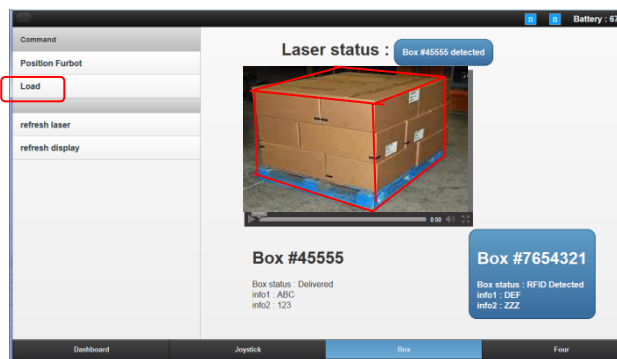 Battery : 67
Command
Position Furbot
Load
refresh laser
refresh display
Laser status :
Box #45555 detected
0:00
Box #45555
Box status : Delivered
info1 : ABC
info2 : 123
Box #7654321
Box status : RFID Detected
info1 : DEF
info2 : ZZZ
Dashboard
Joystick
Box
Four